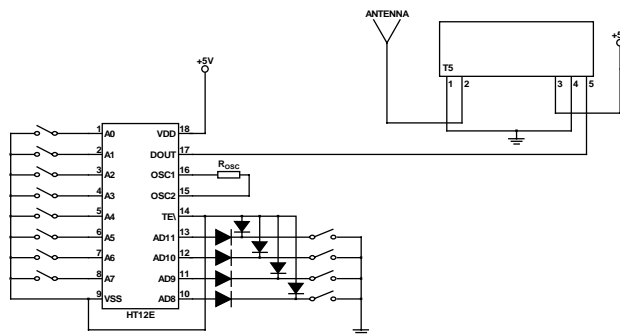 ANTENNA
+5V
T5
1 2 3 4 5
+5V
1 A0 VDD 18
2 A1 DOUT 17
3 A2 OSC1 16
ROSC
4 A3 OSC2 15
5 A4 TE\ 14
6 A5 AD11 13
7 A6 AD10 12
8 A7 AD9 11
9 VSS AD8 10
HT12E